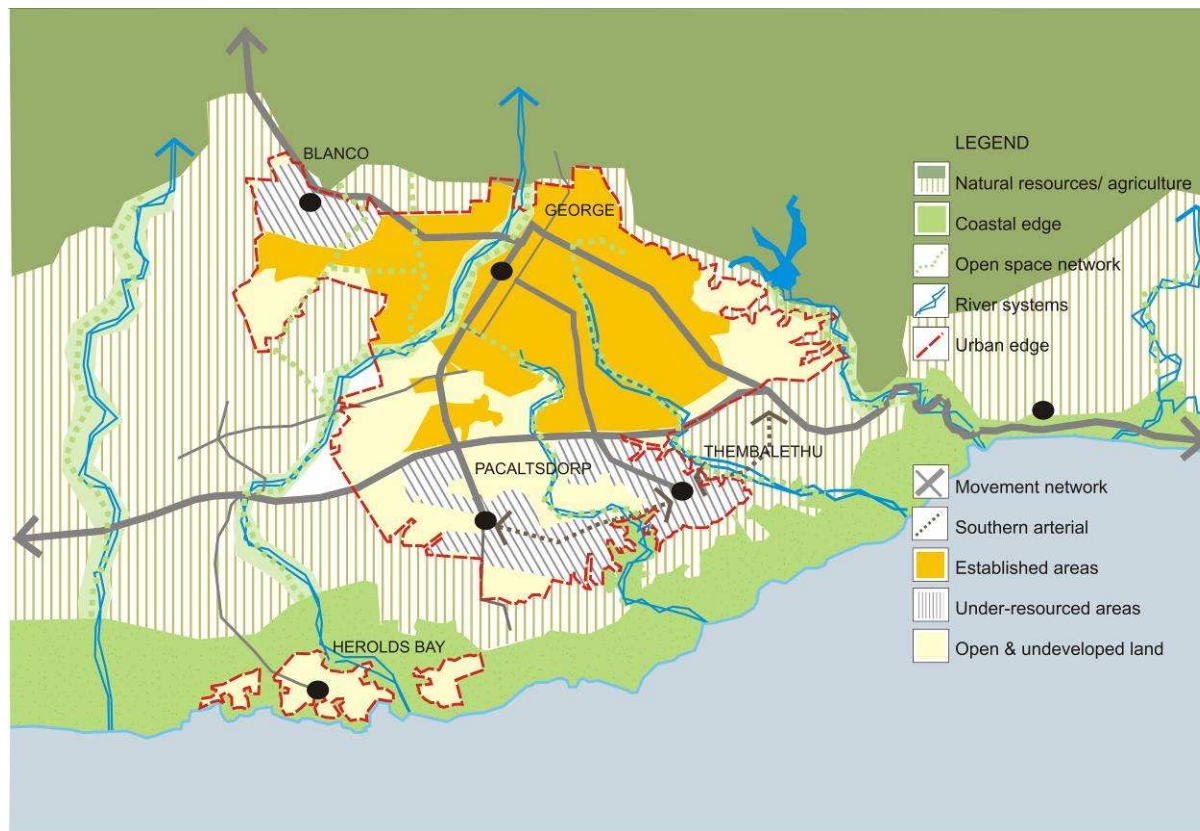 BLANCO
GEORGE
THEMBALETHU
PACALTSDORP
HEROLDS BAY
LEGEND
Natural resources/ agriculture
Coastal edge
Open space network
River systems
Urban edge
Movement network
Southern arterial
Established areas
Under-resourced areas
Open & undeveloped land